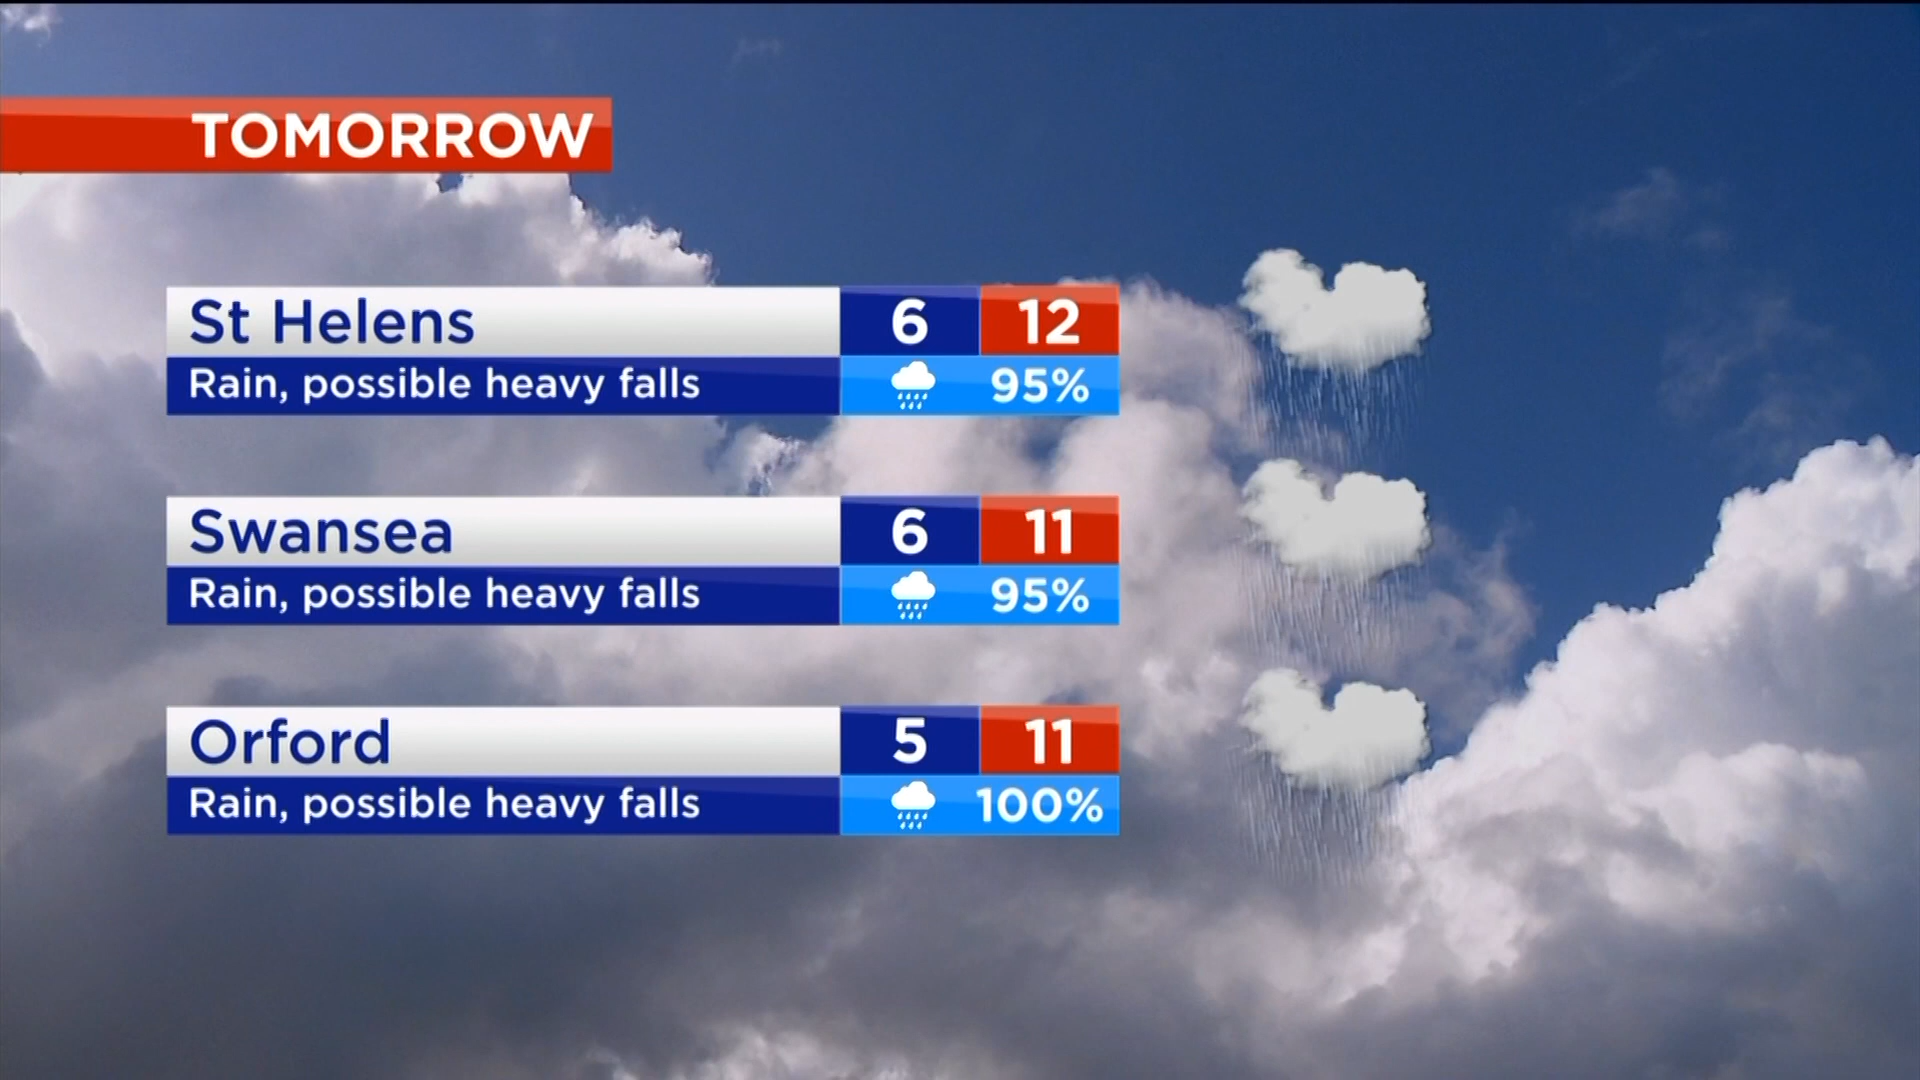 TOMORROW
St Helens 6 12
Rain, possible heavy falls 95%
Swansea 6 11
Rain, possible heavy falls 95%
Orford 5 11
Rain, possible heavy falls 100%